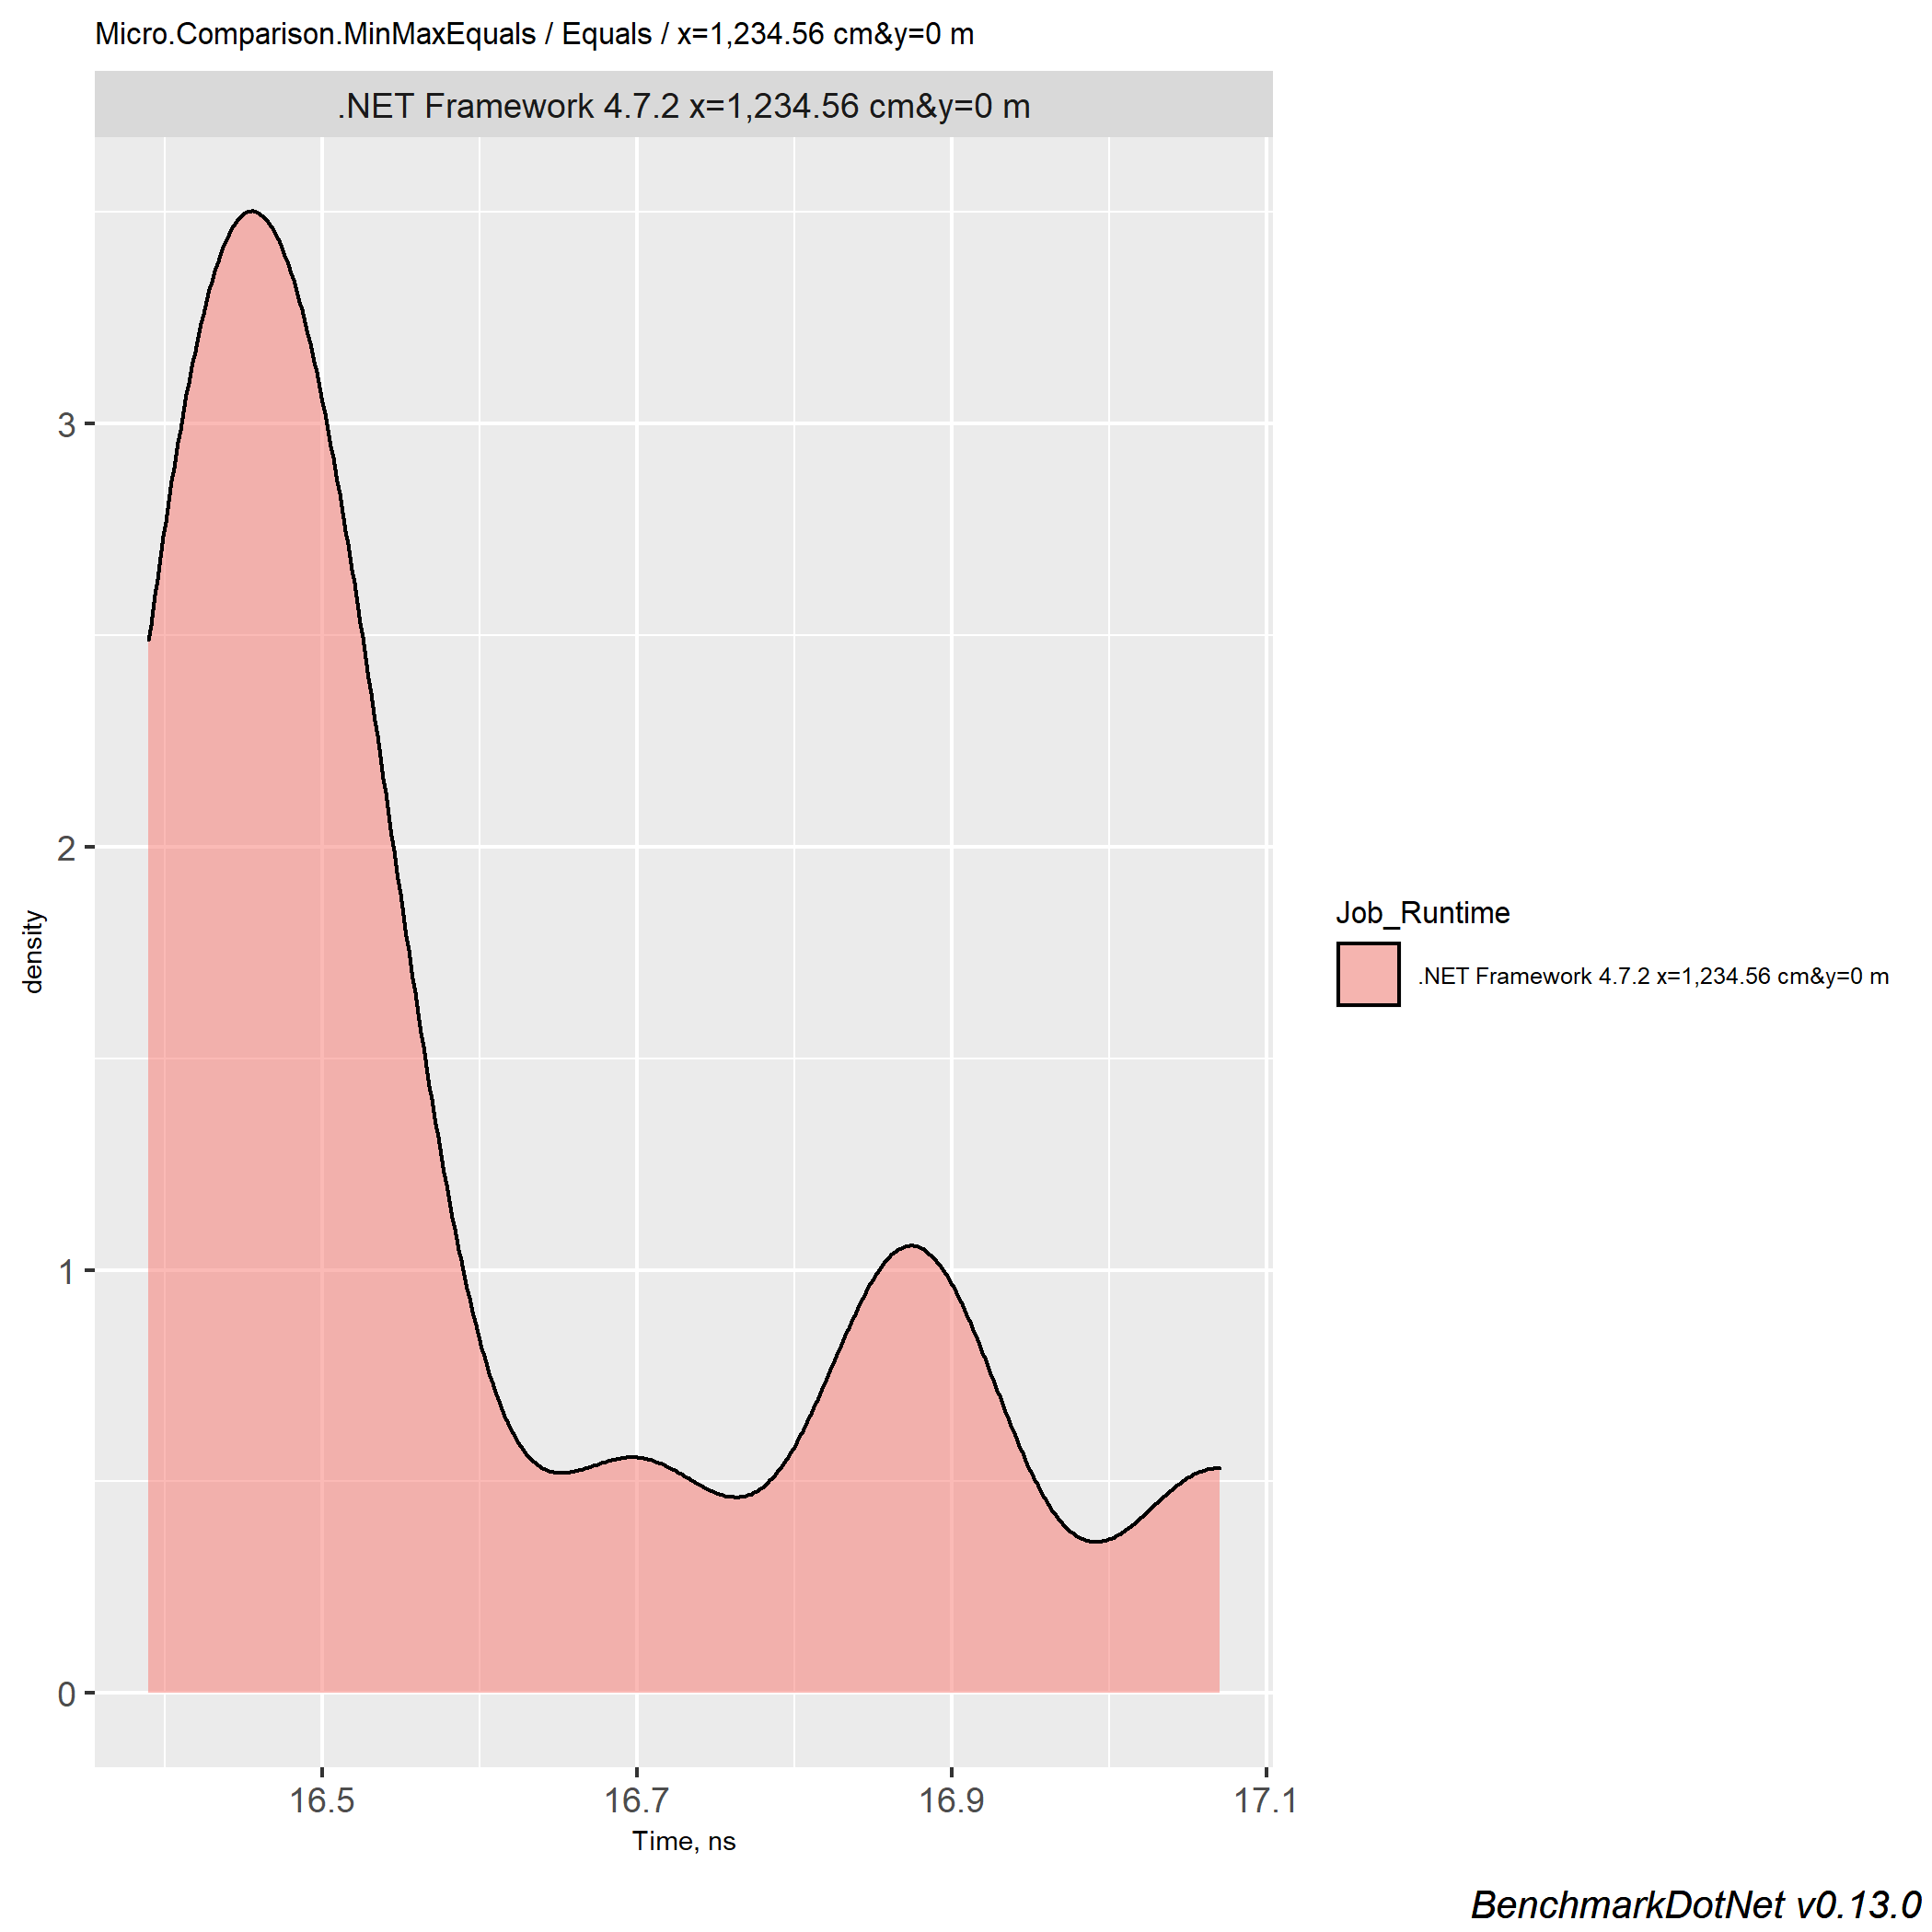 Micro.Comparison.MinMaxEquals / Equals / x=1,234.56 cm&y=0 m
.NET Framework 4.7.2 x=1,234.56 cm&y=0 m
3
2
1
0
density
16.5 16.7 16.9 17.1
Time, ns
Job_Runtime
.NET Framework 4.7.2 x=1,234.56 cm&y=0 m
BenchmarkDotNet v0.13.0